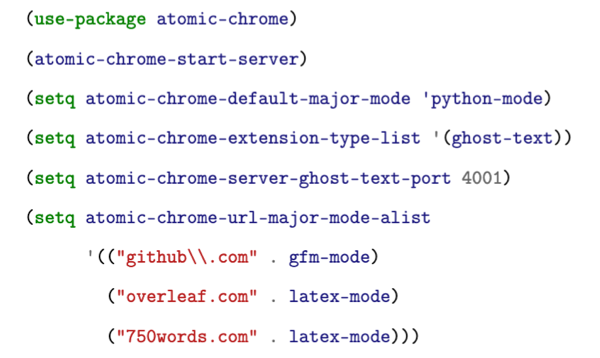 (use-package atomic-chrome)
(atomic-chrome-start-server)
(setq atomic-chrome-default-major-mode 'python-mode)
(setq atomic-chrome-extension-type-list '(ghost-text))
(setq atomic-chrome-server-ghost-text-port 4001)
(setq atomic-chrome-url-major-mode-alist
'(("github\\.com" . gfm-mode)
("overleaf.com" . latex-mode)
("750words.com" . latex-mode)))